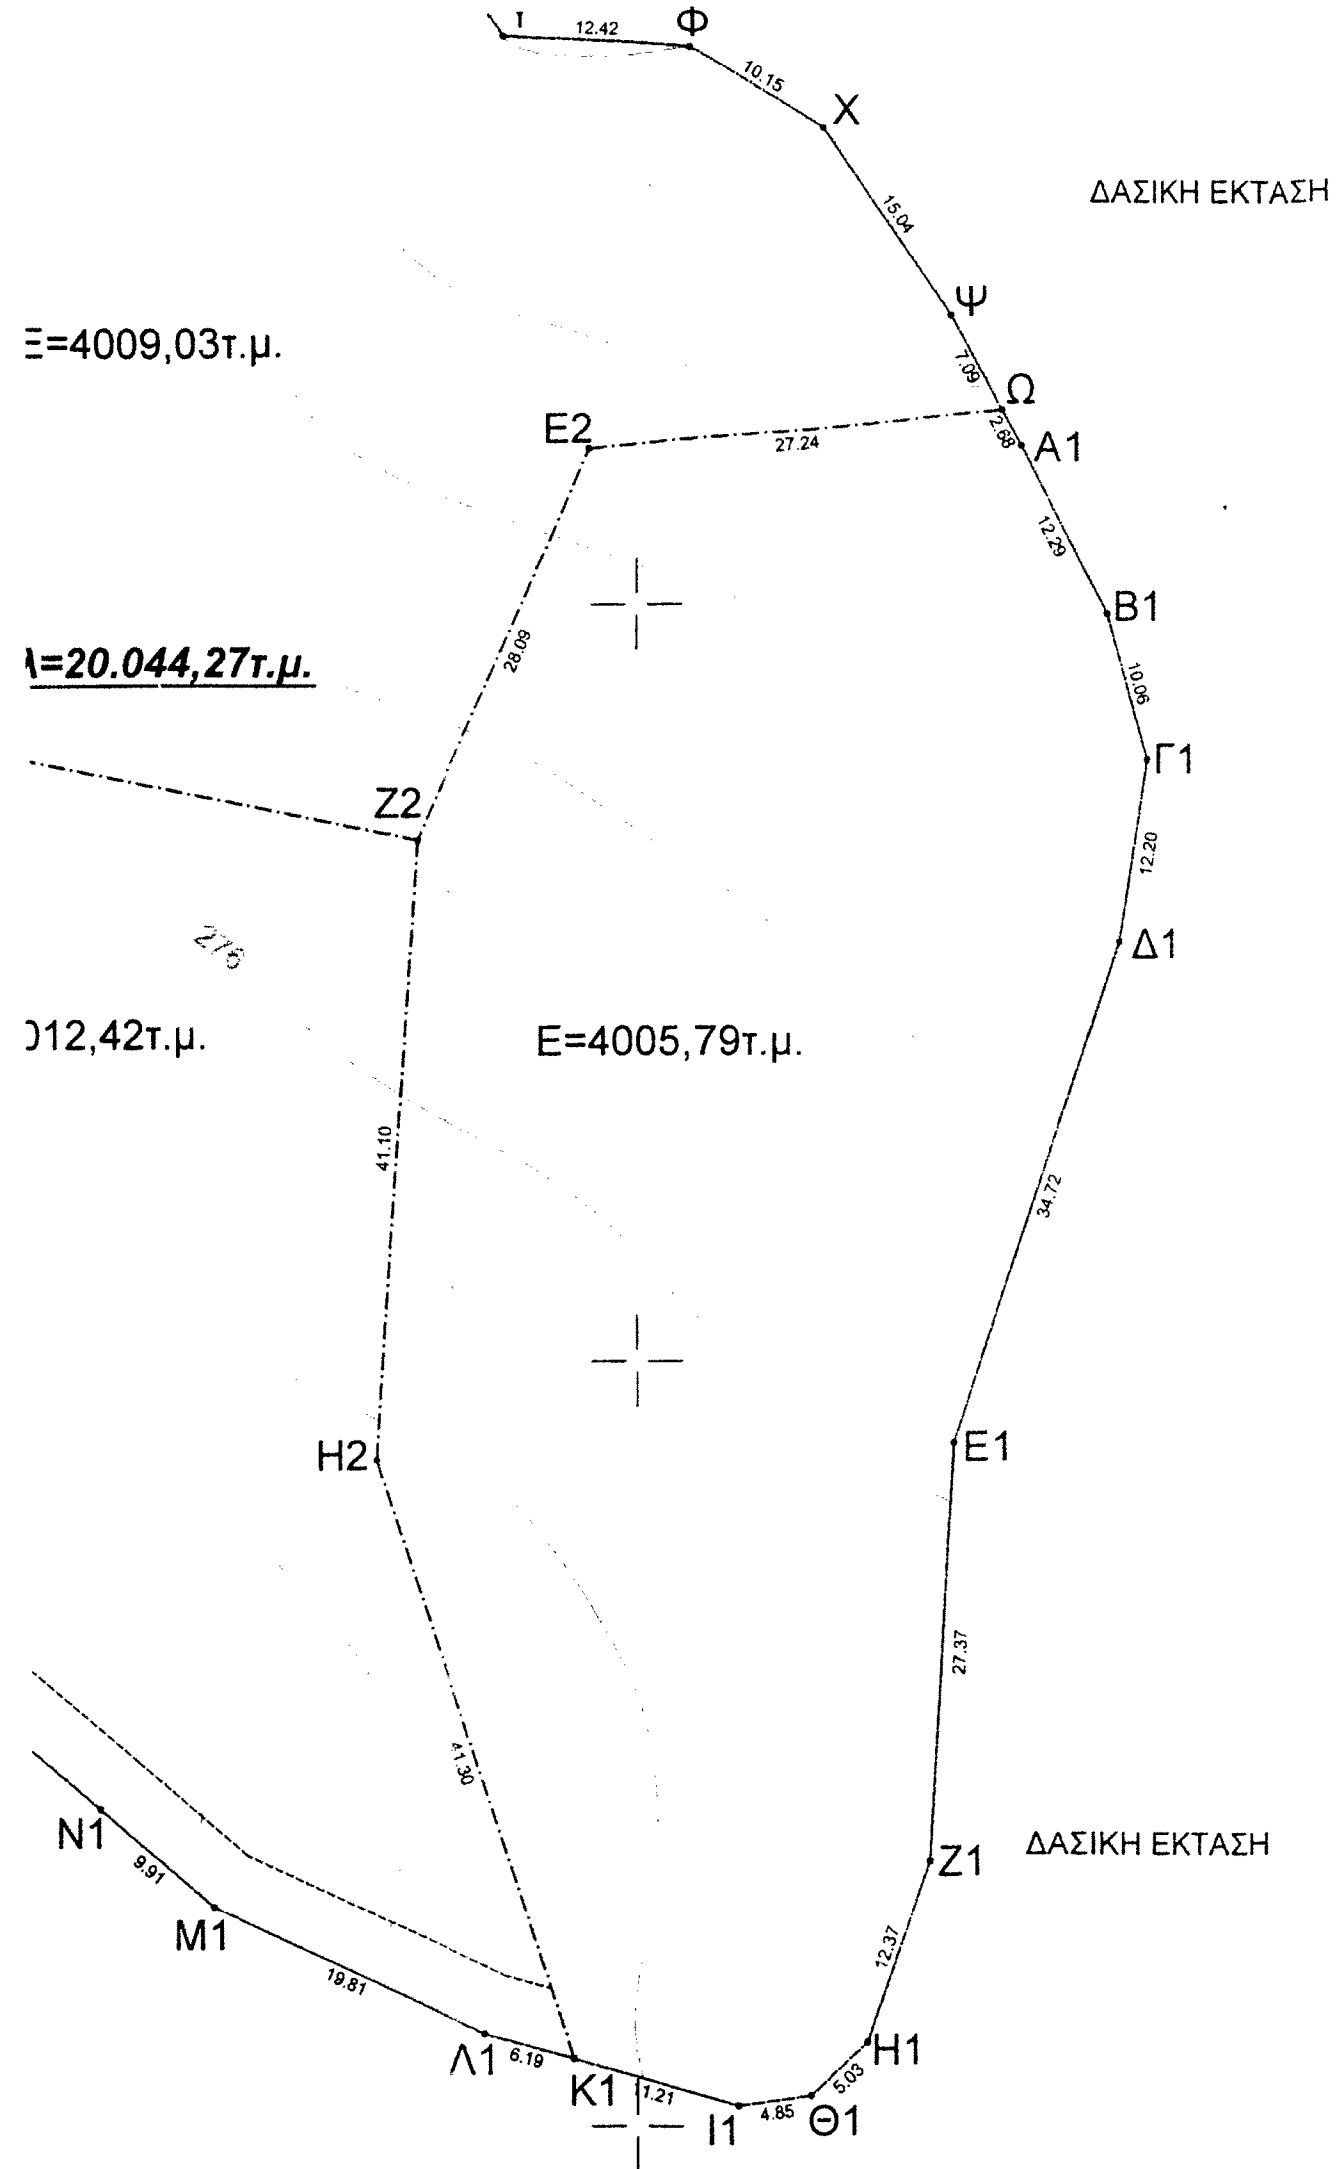 12.42
Φ
10.15
Χ
ΔΑΣΙΚΗ ΕΚΤΑΣΗ
15.04
Ψ
Ξ=4009,03τ.μ.
7.09
Ω
2.68
Α1
Ε2
27.24
12.29
Β1
28.09
=20.044,27τ.μ.
10.06
Γ1
Ζ2
12.20
276
Δ1
012,42τ.μ.
Ε=4005,79τ.μ.
41.10
34.72
Η2
Ε1
27.37
41.30
Ν1
ΔΑΣΙΚΗ ΕΚΤΑΣΗ
Ζ1
9.91
Μ1
12.37
19.81
Λ1
6.19
Η1
Κ1
5.03
1.21
4.85
Ι1
Θ1